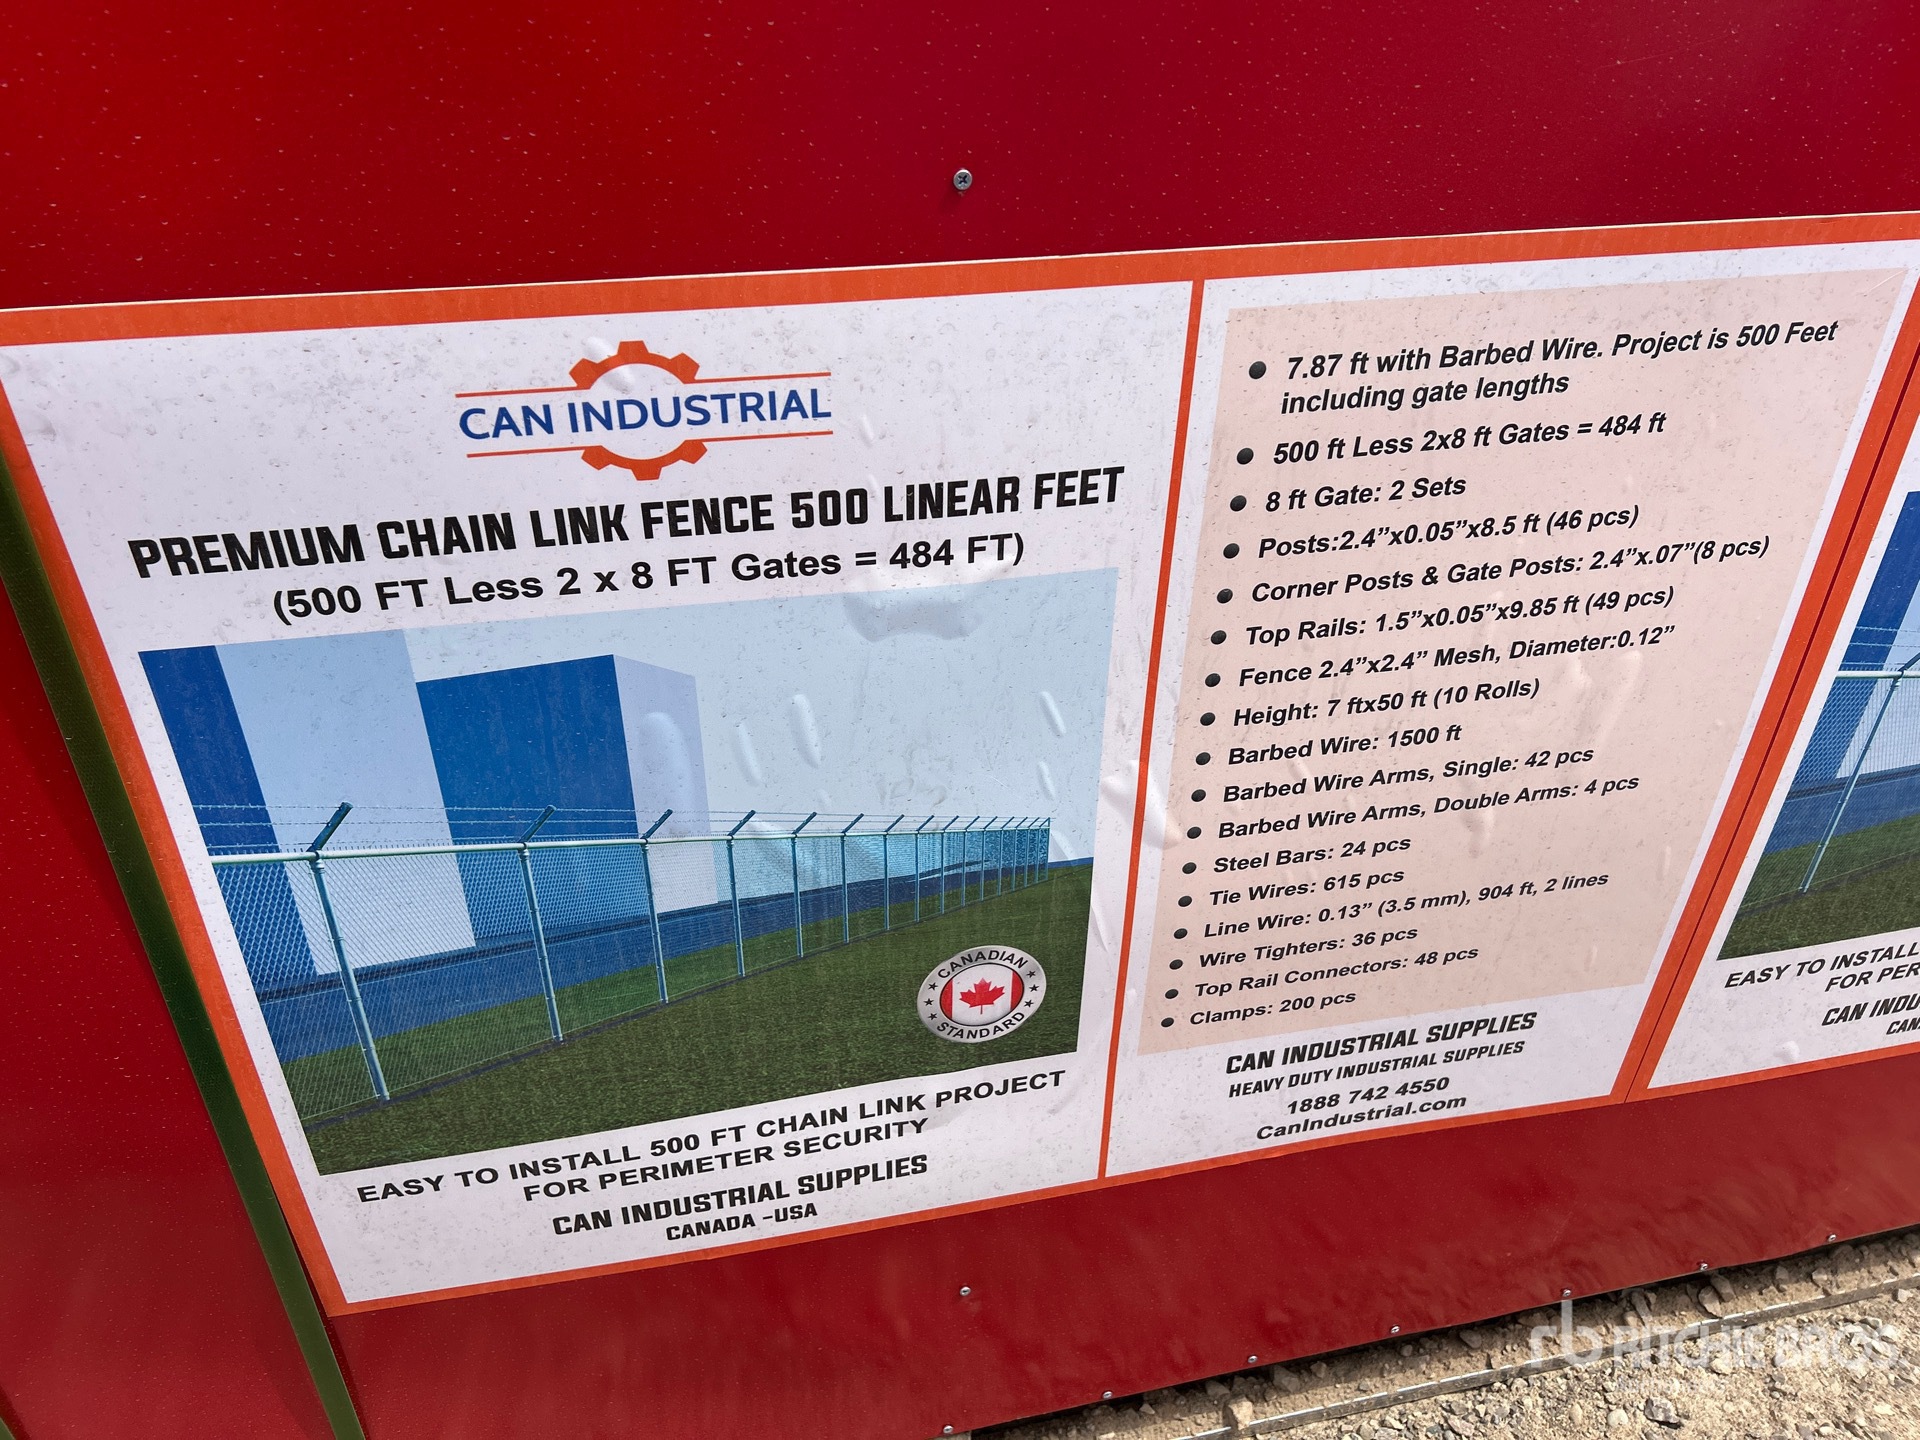 CAN INDUSTRIAL
PREMIUM CHAIN LINK FENCE 500 LINEAR FEET
(500 FT Less 2 x 8 FT Gates = 484 FT)
CANADIAN
STANDARD
EASY TO INSTALL 500 FT CHAIN LINK PROJECT
FOR PERIMETER SECURITY
CAN INDUSTRIAL SUPPLIES
CANADA -USA
• 7.87 ft with Barbed Wire. Project is 500 Feet
including gate lengths
• 500 ft Less 2x8 ft Gates = 484 ft
• 8 ft Gate: 2 Sets
• Posts:2.4”x0.05”x8.5 ft (46 pcs)
• Corner Posts & Gate Posts: 2.4”x.07”(8 pcs)
• Top Rails: 1.5”x0.05”x9.85 ft (49 pcs)
• Fence 2.4”x2.4” Mesh, Diameter:0.12”
• Height: 7 ftx50 ft (10 Rolls)
• Barbed Wire: 1500 ft
• Barbed Wire Arms, Single: 42 pcs
• Barbed Wire Arms, Double Arms: 4 pcs
• Steel Bars: 24 pcs
• Tie Wires: 615 pcs
• Line Wire: 0.13” (3.5 mm), 904 ft, 2 lines
• Wire Tighters: 36 pcs
• Top Rail Connectors: 48 pcs
• Clamps: 200 pcs
CAN INDUSTRIAL SUPPLIES
HEAVY DUTY INDUSTRIAL SUPPLIES
1888 742 4550
CanIndustrial.com
EASY TO INSTALL
FOR PER
CAN INDU
CAN
rb RITCHIE BROS